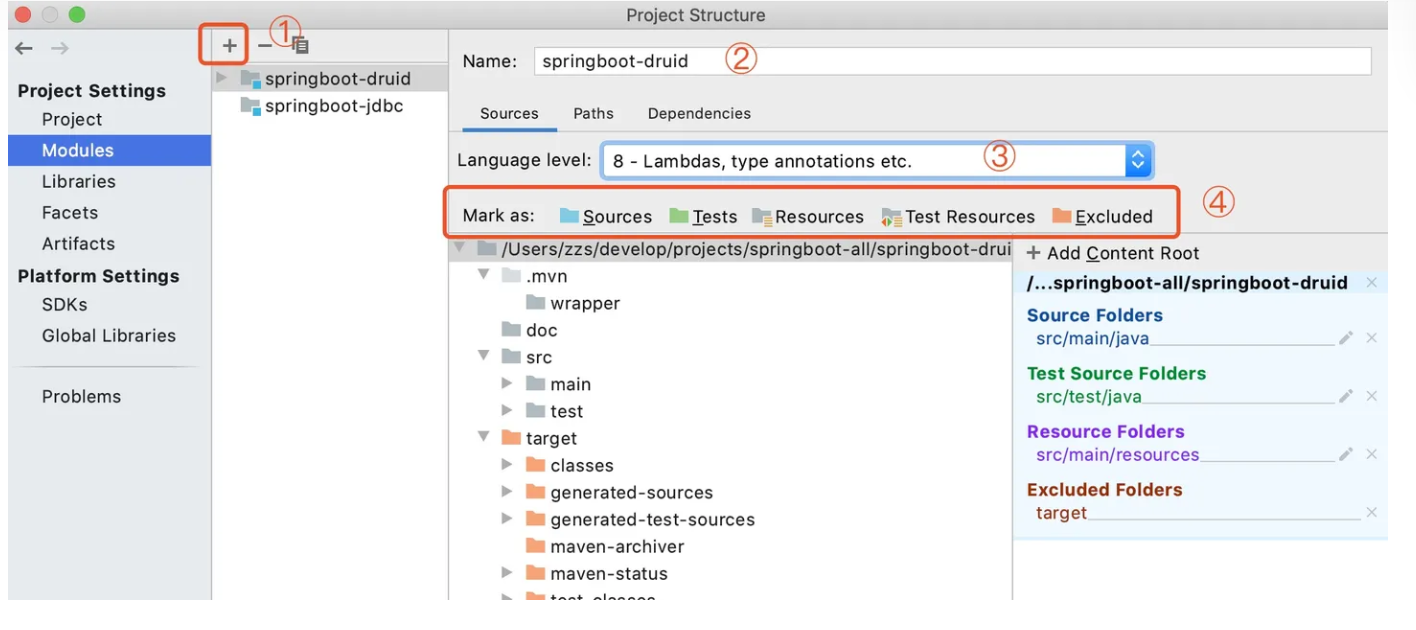 Project Structure
①
Project Settings
Project
Modules
Libraries
Facets
Artifacts
Platform Settings
SDKs
Global Libraries
Problems
springboot-druid
springboot-jdbc
Name: springboot-druid ②
Sources Paths Dependencies
Language level: 8 - Lambdas, type annotations etc. ③
Mark as: Sources Tests Resources Test Resources Excluded ④
/Users/zzs/develop/projects/springboot-all/springboot-drui
.mvn
wrapper
doc
src
main
test
target
classes
generated-sources
generated-test-sources
maven-archiver
maven-status
test-classes
+ Add Content Root
/...springboot-all/springboot-druid
Source Folders
src/main/java
Test Source Folders
src/test/java
Resource Folders
src/main/resources
Excluded Folders
target